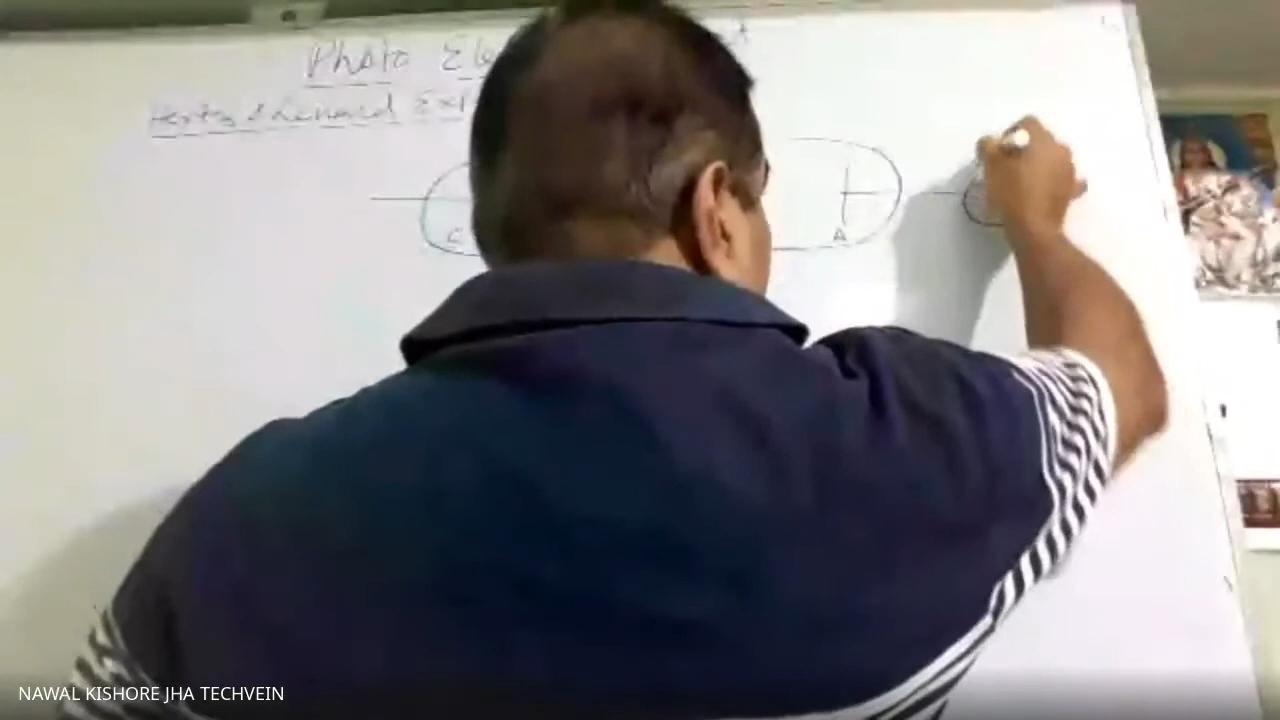 Photo Ele
Hertz & Lenard Exp
C
A
NAWAL KISHORE JHA TECHVEIN